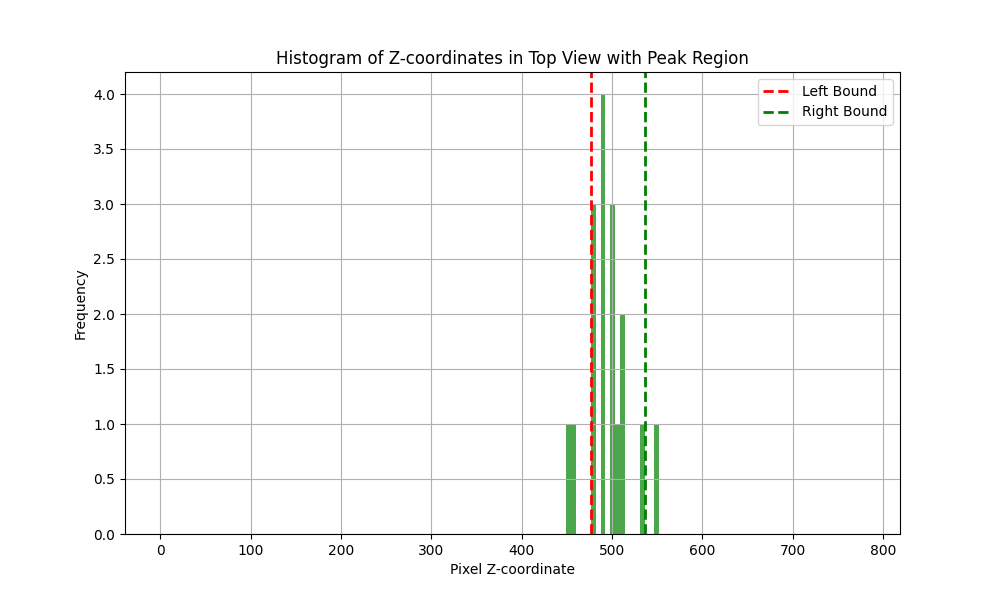 Histogram of Z-coordinates in Top View with Peak Region
Left Bound
Right Bound
4.0
3.5
3.0
2.5
2.0
1.5
1.0
0.5
0.0
Frequency
0 100 200 300 400 500 600 700 800
Pixel Z-coordinate